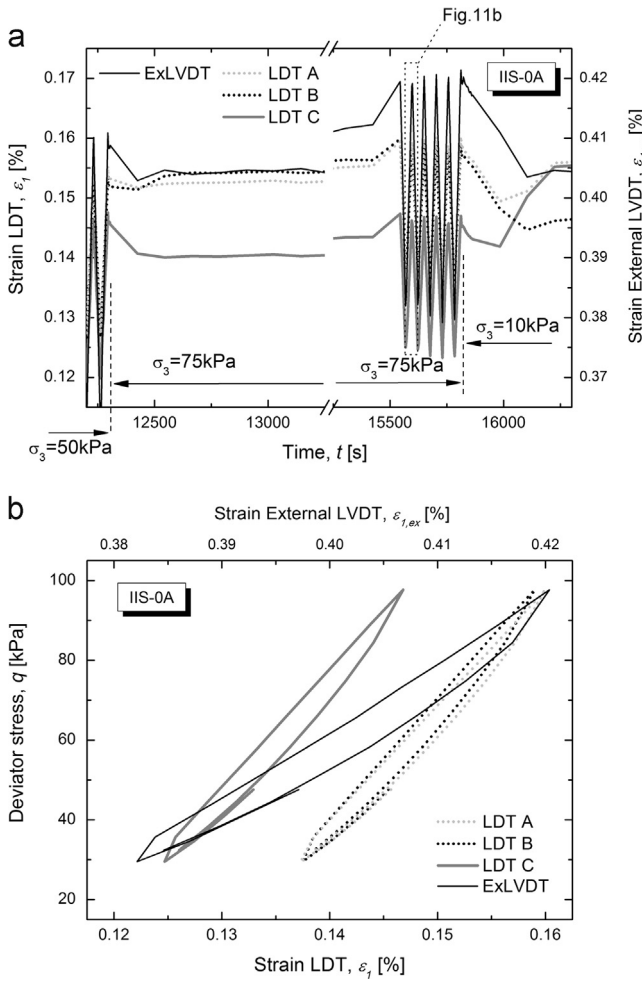 Fig.11b
a
ExLVDT
LDT A
LDT B
LDT C
IIS-0A
0.17
0.16
0.15
0.14
0.13
0.12
Strain LDT, ε1 [%]
0.42
0.41
0.40
0.39
0.38
0.37
Strain External LVDT, ε [%]
σ3=10kPa
σ3=75kPa
σ3=75kPa
σ3=50kPa
12500
13000
15500
16000
Time, t [s]
b
Strain External LVDT, ε1,ex [%]
0.38
0.39
0.40
0.41
0.42
IIS-0A
100
80
60
40
20
Deviator stress, q [kPa]
LDT A
LDT B
LDT C
ExLVDT
0.12
0.13
0.14
0.15
0.16
Strain LDT, ε1 [%]